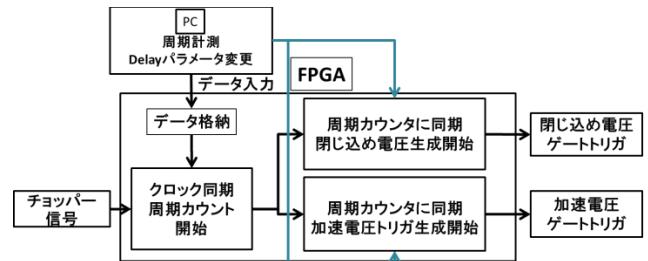 PC
周期計測
Delayパラメータ変更
データ入力
FPGA
データ格納
周期カウンタに同期
閉じ込め電圧生成開始
閉じ込め電圧
ゲートトリガ
チョッパー
信号
クロック同期
周期カウント
開始
周期カウンタに同期
加速電圧トリガ生成開始
加速電圧
ゲートトリガ